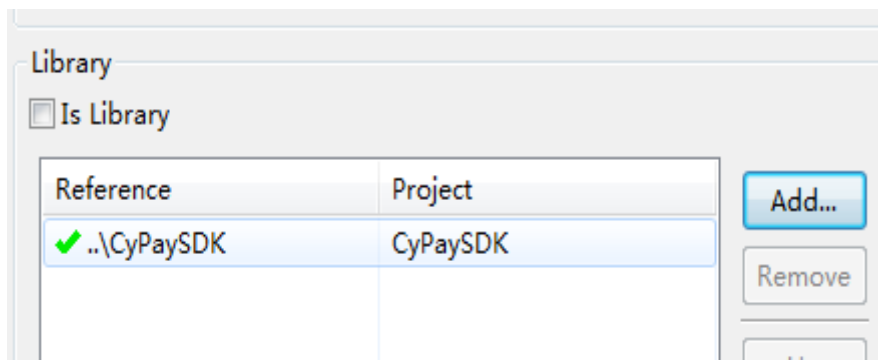 Library
Is Library
Reference Project
..\CyPaySDK CyPaySDK
Add...
Remove